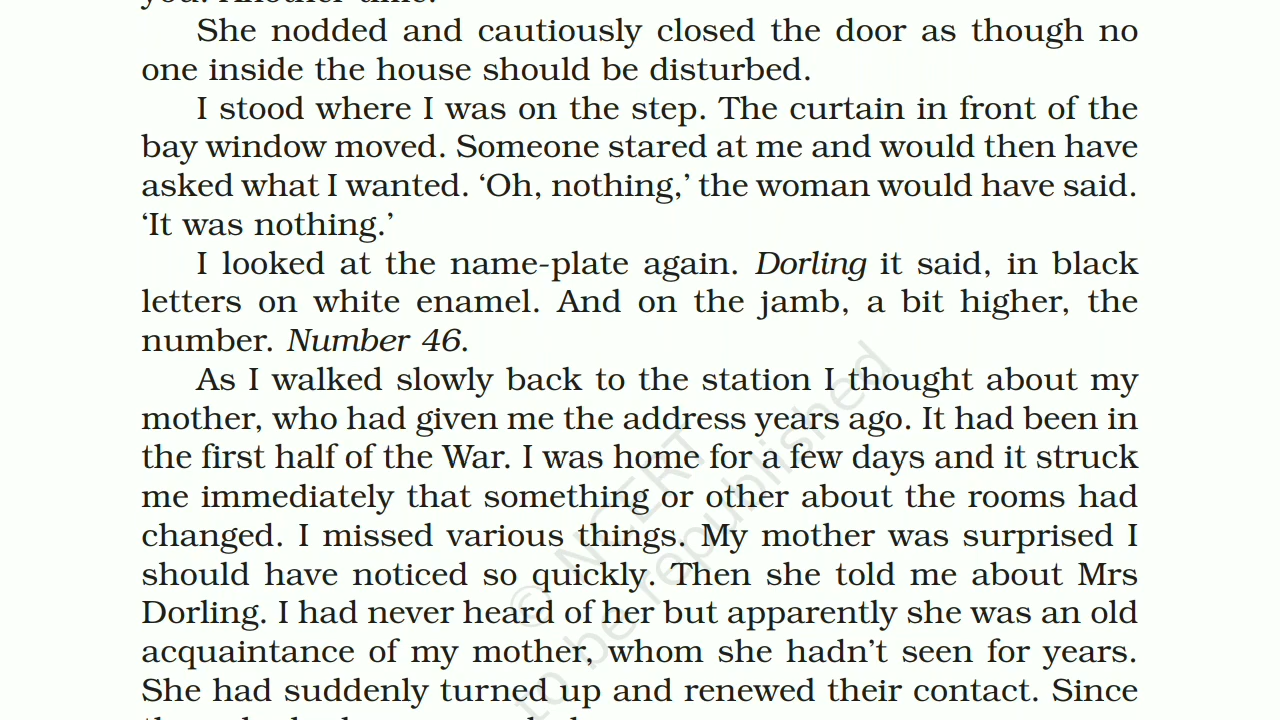 you. Another time.'
She nodded and cautiously closed the door as though no
one inside the house should be disturbed.
I stood where I was on the step. The curtain in front of the
bay window moved. Someone stared at me and would then have
asked what I wanted. ‘Oh, nothing,’ the woman would have said.
‘It was nothing.’
I looked at the name-plate again. Dorling it said, in black
letters on white enamel. And on the jamb, a bit higher, the
number. Number 46.
As I walked slowly back to the station I thought about my
mother, who had given me the address years ago. It had been in
the first half of the War. I was home for a few days and it struck
me immediately that something or other about the rooms had
changed. I missed various things. My mother was surprised I
should have noticed so quickly. Then she told me about Mrs
Dorling. I had never heard of her but apparently she was an old
acquaintance of my mother, whom she hadn’t seen for years.
She had suddenly turned up and renewed their contact. Since
© NCERT
to be republished